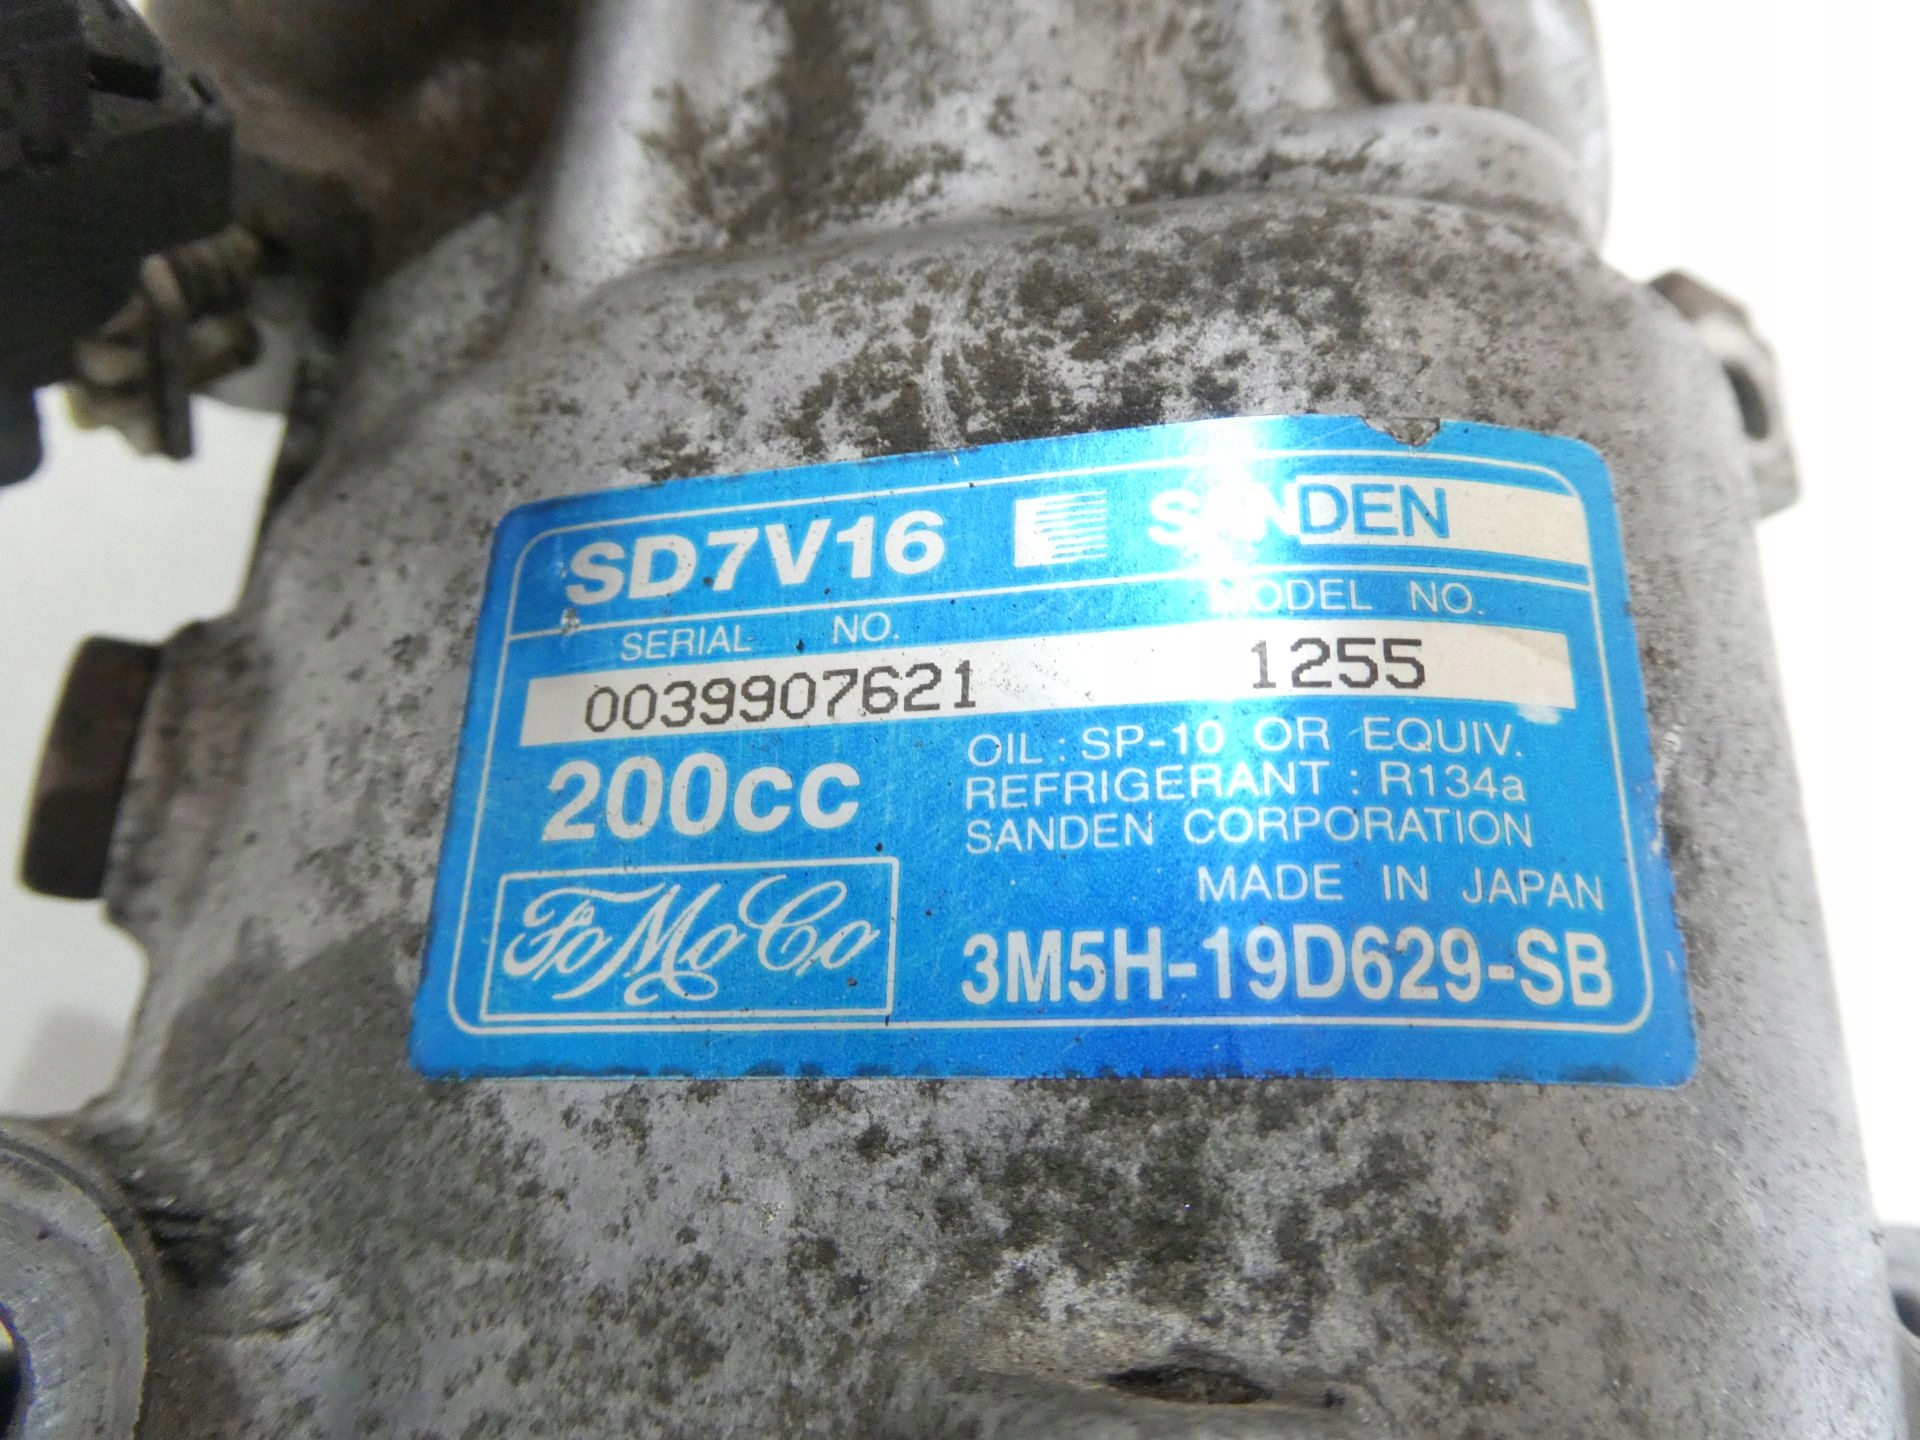 SD7V16 SANDEN
SERIAL NO. MODEL NO.
0039907621 1255
200cc
OIL : SP-10 OR EQUIV.
REFRIGERANT : R134a
SANDEN CORPORATION
MADE IN JAPAN
FoMoCo
3M5H-19D629-SB